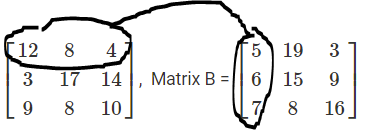 12 8 4 5 19 3
3 17 14 , Matrix B = 6 15 9
9 8 10 7 8 16